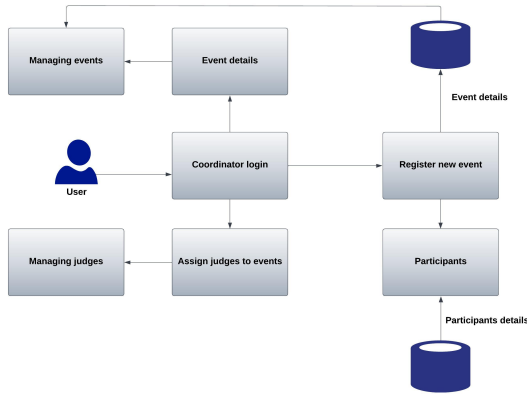 Managing events
Event details
Event details
Coordinator login
Register new event
User
Managing judges
Assign judges to events
Participants
Participants details